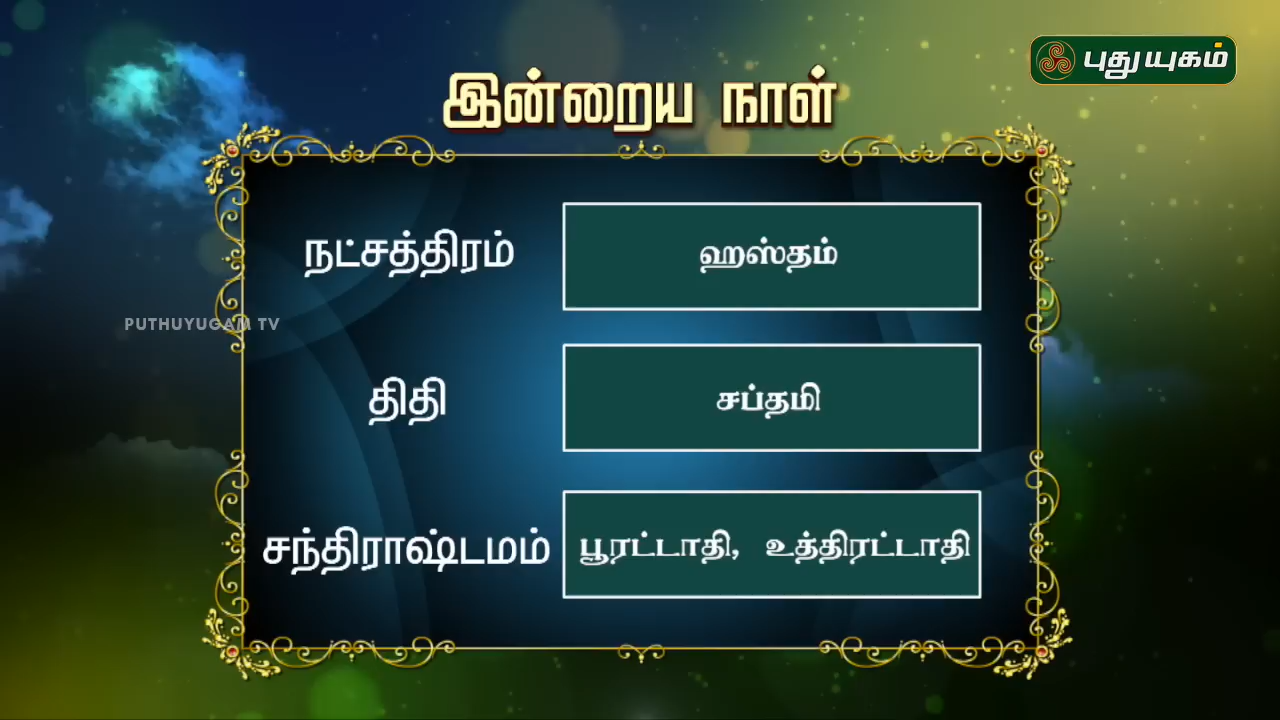 புதுயுகம்
இன்றைய நாள்
நட்சத்திரம் ஹஸ்தம்
PUTHUYUGAM TV
திதி சப்தமி
சந்திராஷ்டமம் பூரட்டாதி, உத்திரட்டாதி